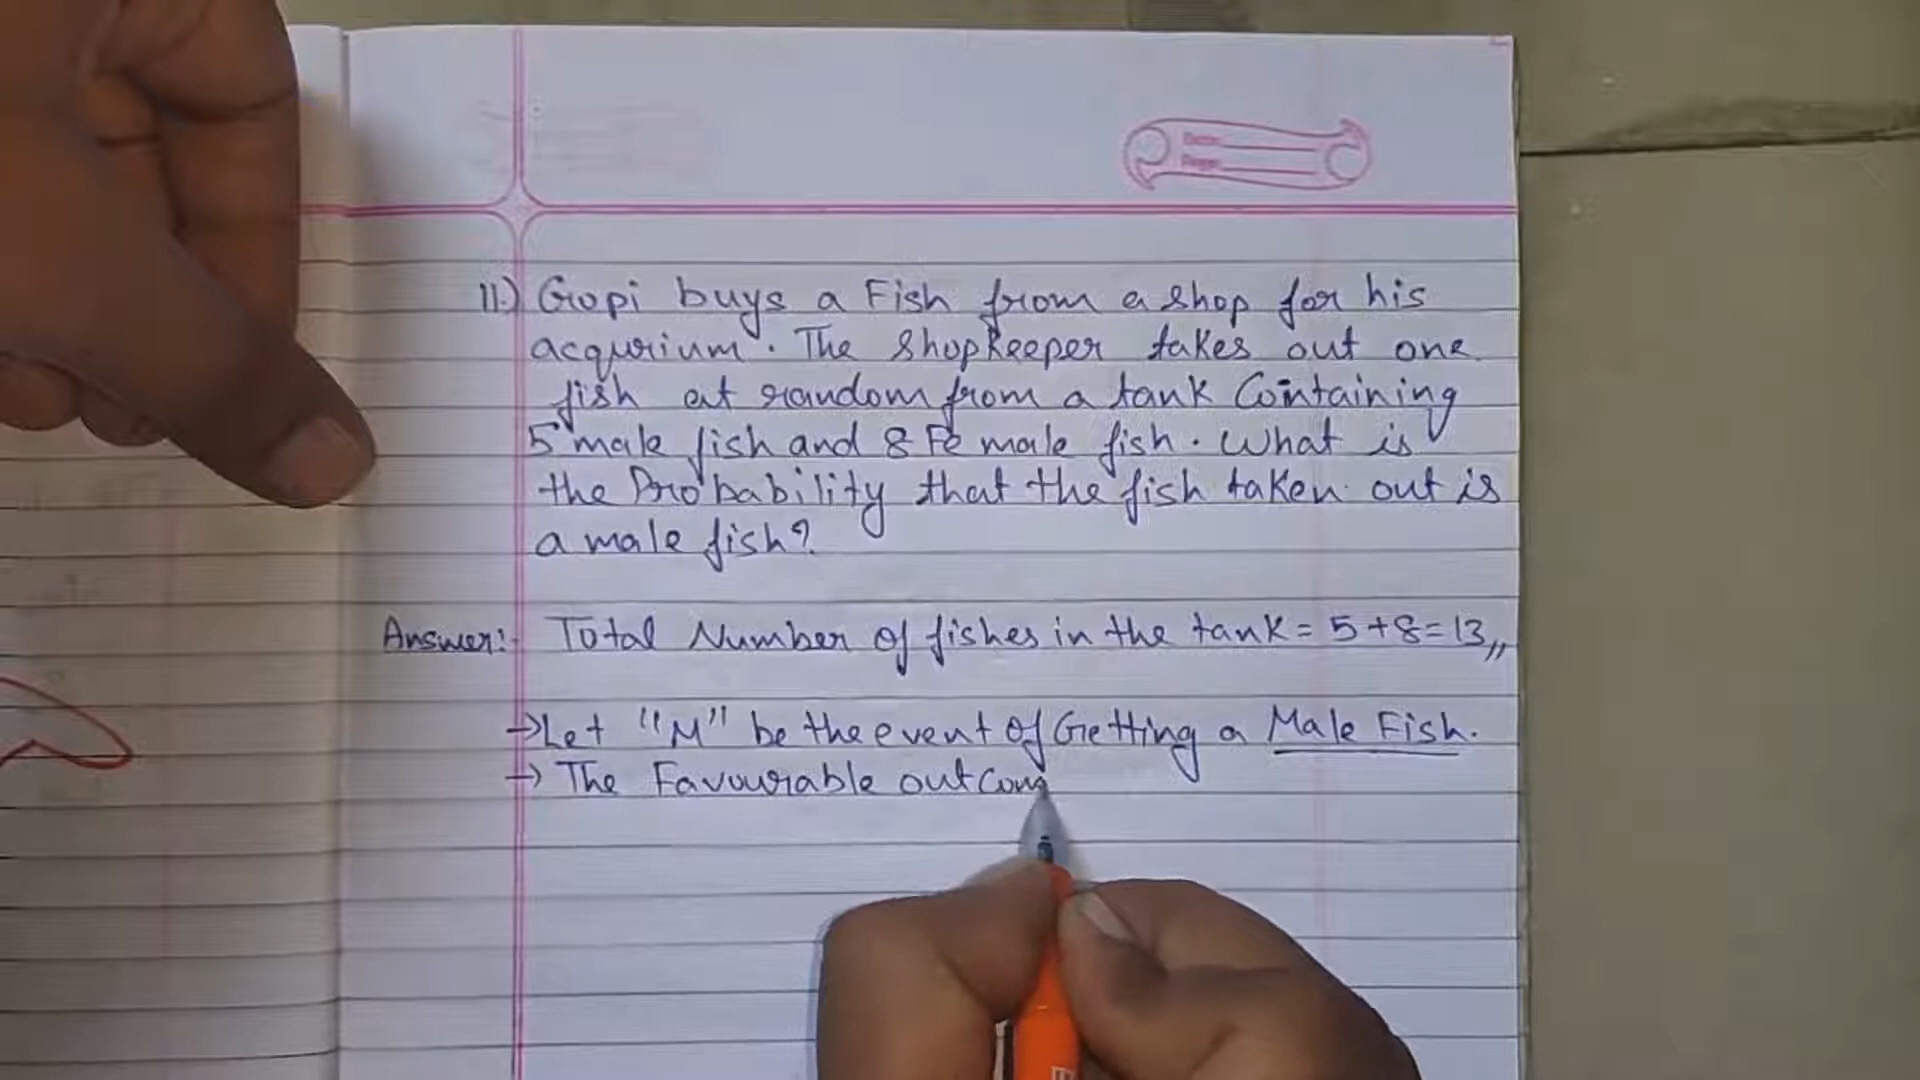 11.) Gopi buys a Fish from a shop for his
acqurium. The Shopkeeper takes out one
fish at random from a tank Containing
5 male fish and 8 Fe male fish. What is
the Probability that the fish taken out is
a male fish?
Answer:- Total Number of fishes in the tank = 5+8=13,,
→Let "M" be the event Of Getting a Male Fish.
→ The Favourable outcom